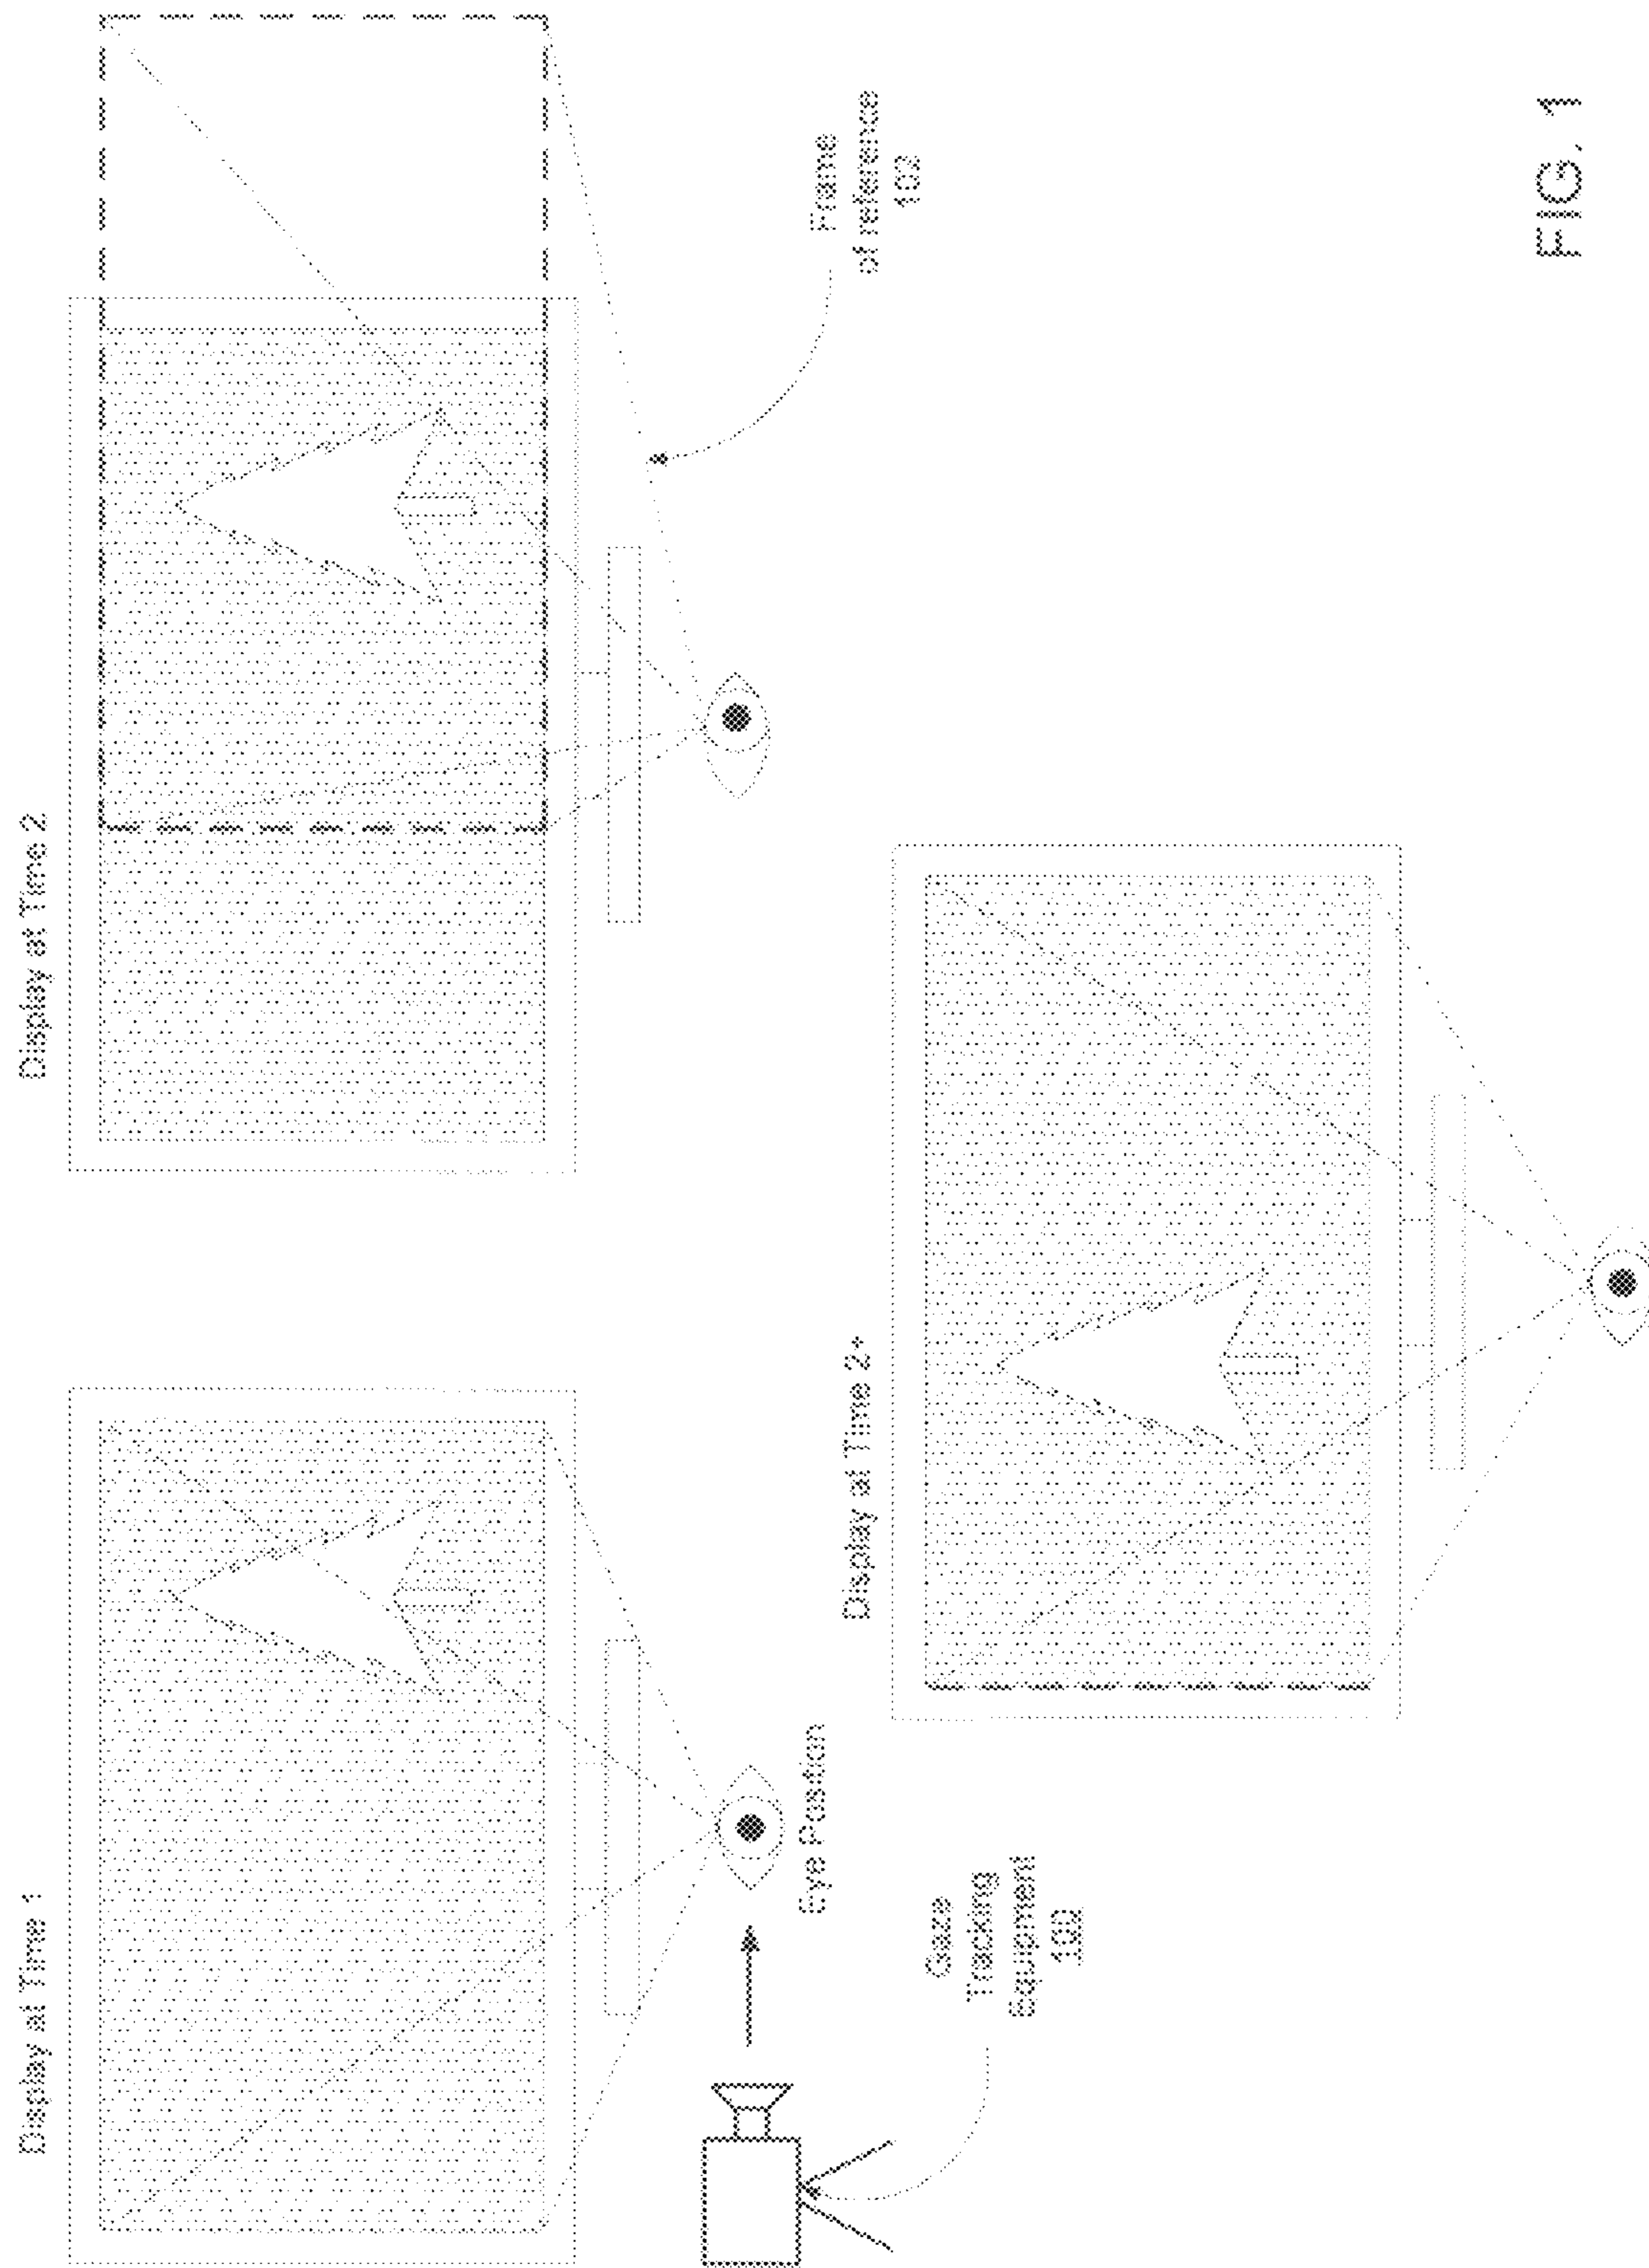 Display at Time 1
Eye Position
Gaze
Tracking
Equipment
100
Display at Time 2
Frame
of reference
102
Display at Time 2+
FIG. 1